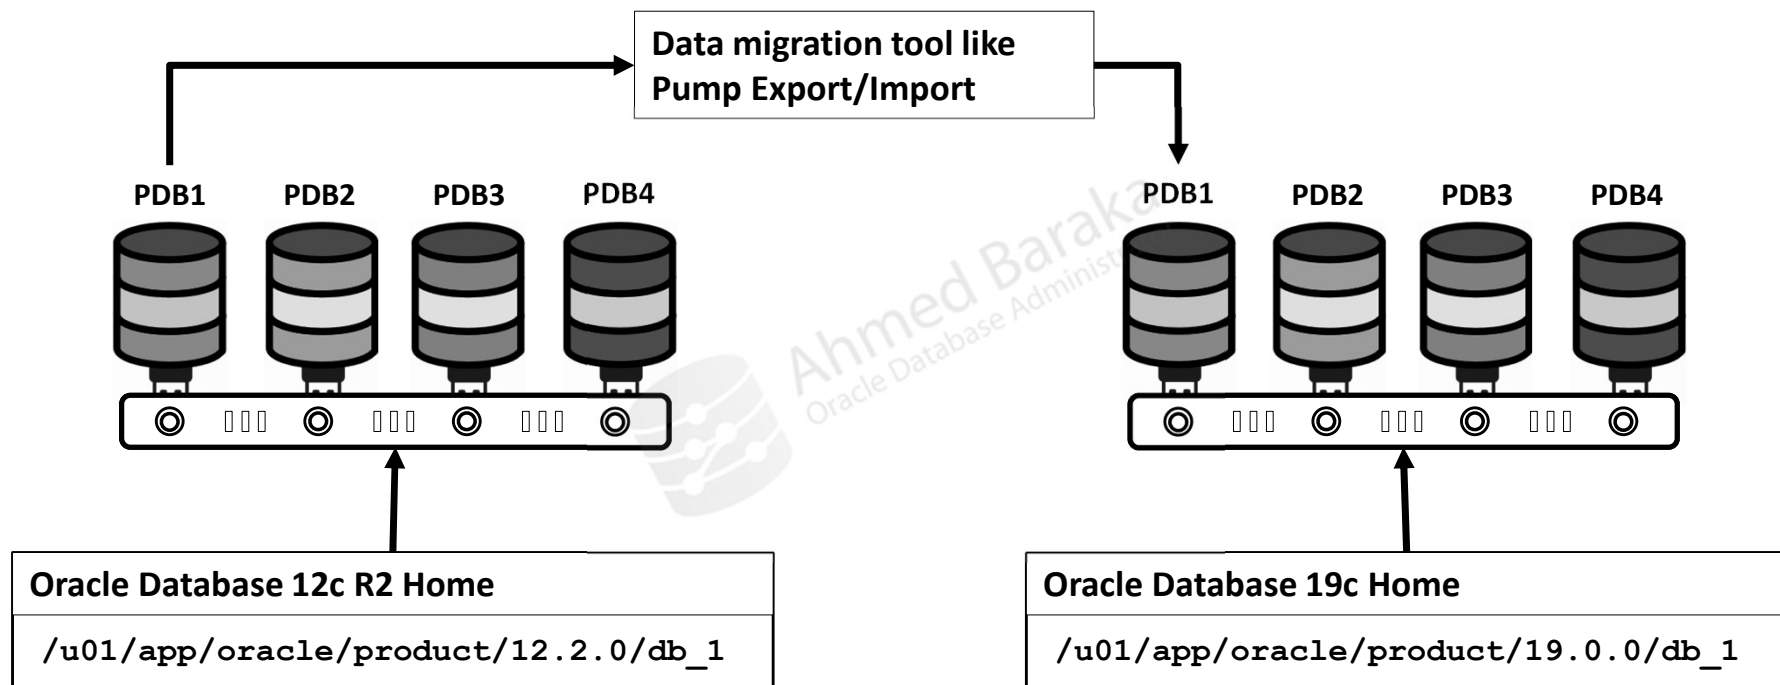 Data migration tool like
Pump Export/Import
PDB1 PDB2 PDB3 PDB4
PDB1 PDB2 PDB3 PDB4
Ahmed Baraka
Oracle Database
Oracle Database 12c R2 Home
/u01/app/oracle/product/12.2.0/db_1
Oracle Database 19c Home
/u01/app/oracle/product/19.0.0/db_1